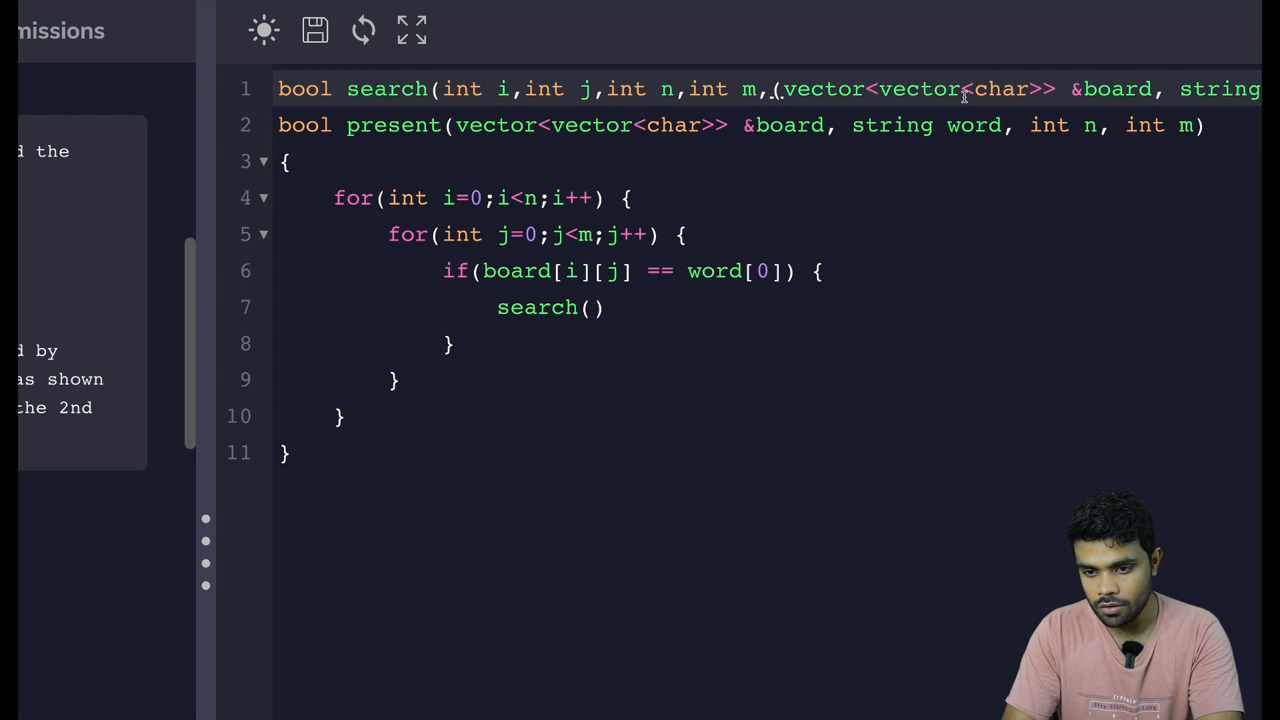 missions
d the
d by
as shown
the 2nd
1 bool search(int i,int j,int n,int m,(vector<vector<char>> &board, string
2 bool present(vector<vector<char>> &board, string word, int n, int m)
3 {
4 for(int i=0;i<n;i++) {
5 for(int j=0;j<m;j++) {
6 if(board[i][j] == word[0]) {
7 search()
8 }
9 }
10 }
11 }